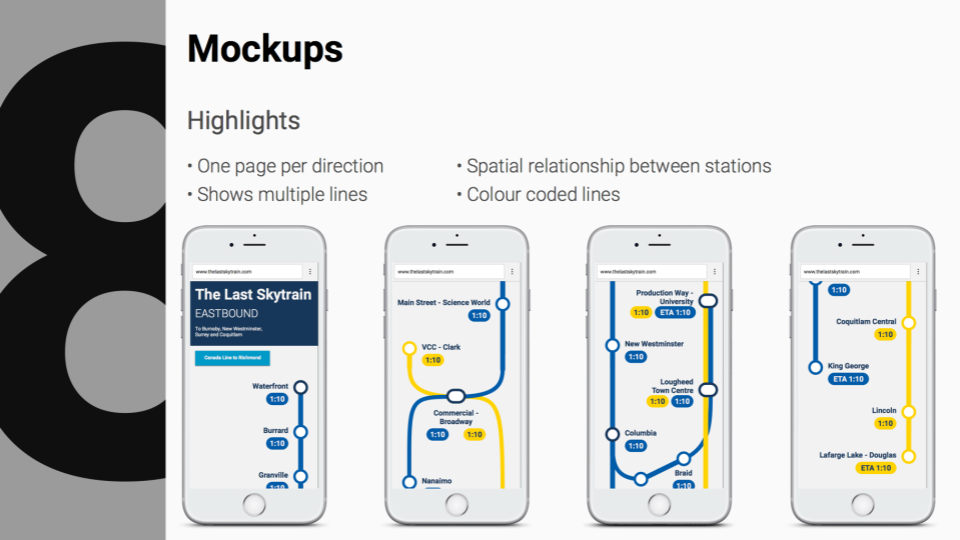 8
Mockups
Highlights
• One page per direction
• Shows multiple lines
• Spatial relationship between stations
• Colour coded lines
www.thelastskytrain.com
The Last Skytrain
EASTBOUND
To Burnaby, New Westminster,
Surrey and Coquitlam
Canada Line to Richmond
Waterfront
1:10
Burrard
1:10
Granville
1:10
www.thelastskytrain.com
Main Street - Science World
1:10
VCC - Clark
1:10
Commercial -
Broadway
1:10 1:10
Nanaimo
www.thelastskytrain.com
Production Way -
University
1:10 ETA 1:10
New Westminster
1:10
Lougheed
Town Centre
1:10 1:10
Columbia
1:10
Braid
1:10
www.thelastskytrain.com
1:10
Coquitlam Central
1:10
King George
ETA 1:10
Lincoln
1:10
Lafarge Lake - Douglas
ETA 1:10